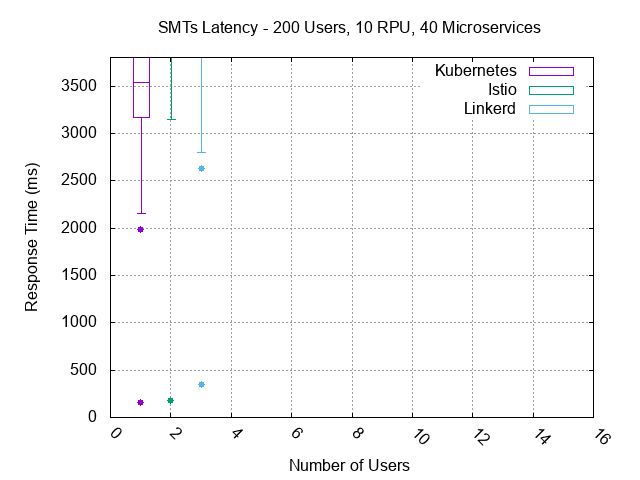 SMTs Latency - 200 Users, 10 RPU, 40 Microservices
Kubernetes
Istio
Linkerd
Response Time (ms)
3500
3000
2500
2000
1500
1000
500
0
0 2 4 6 8 10 12 14 16
Number of Users